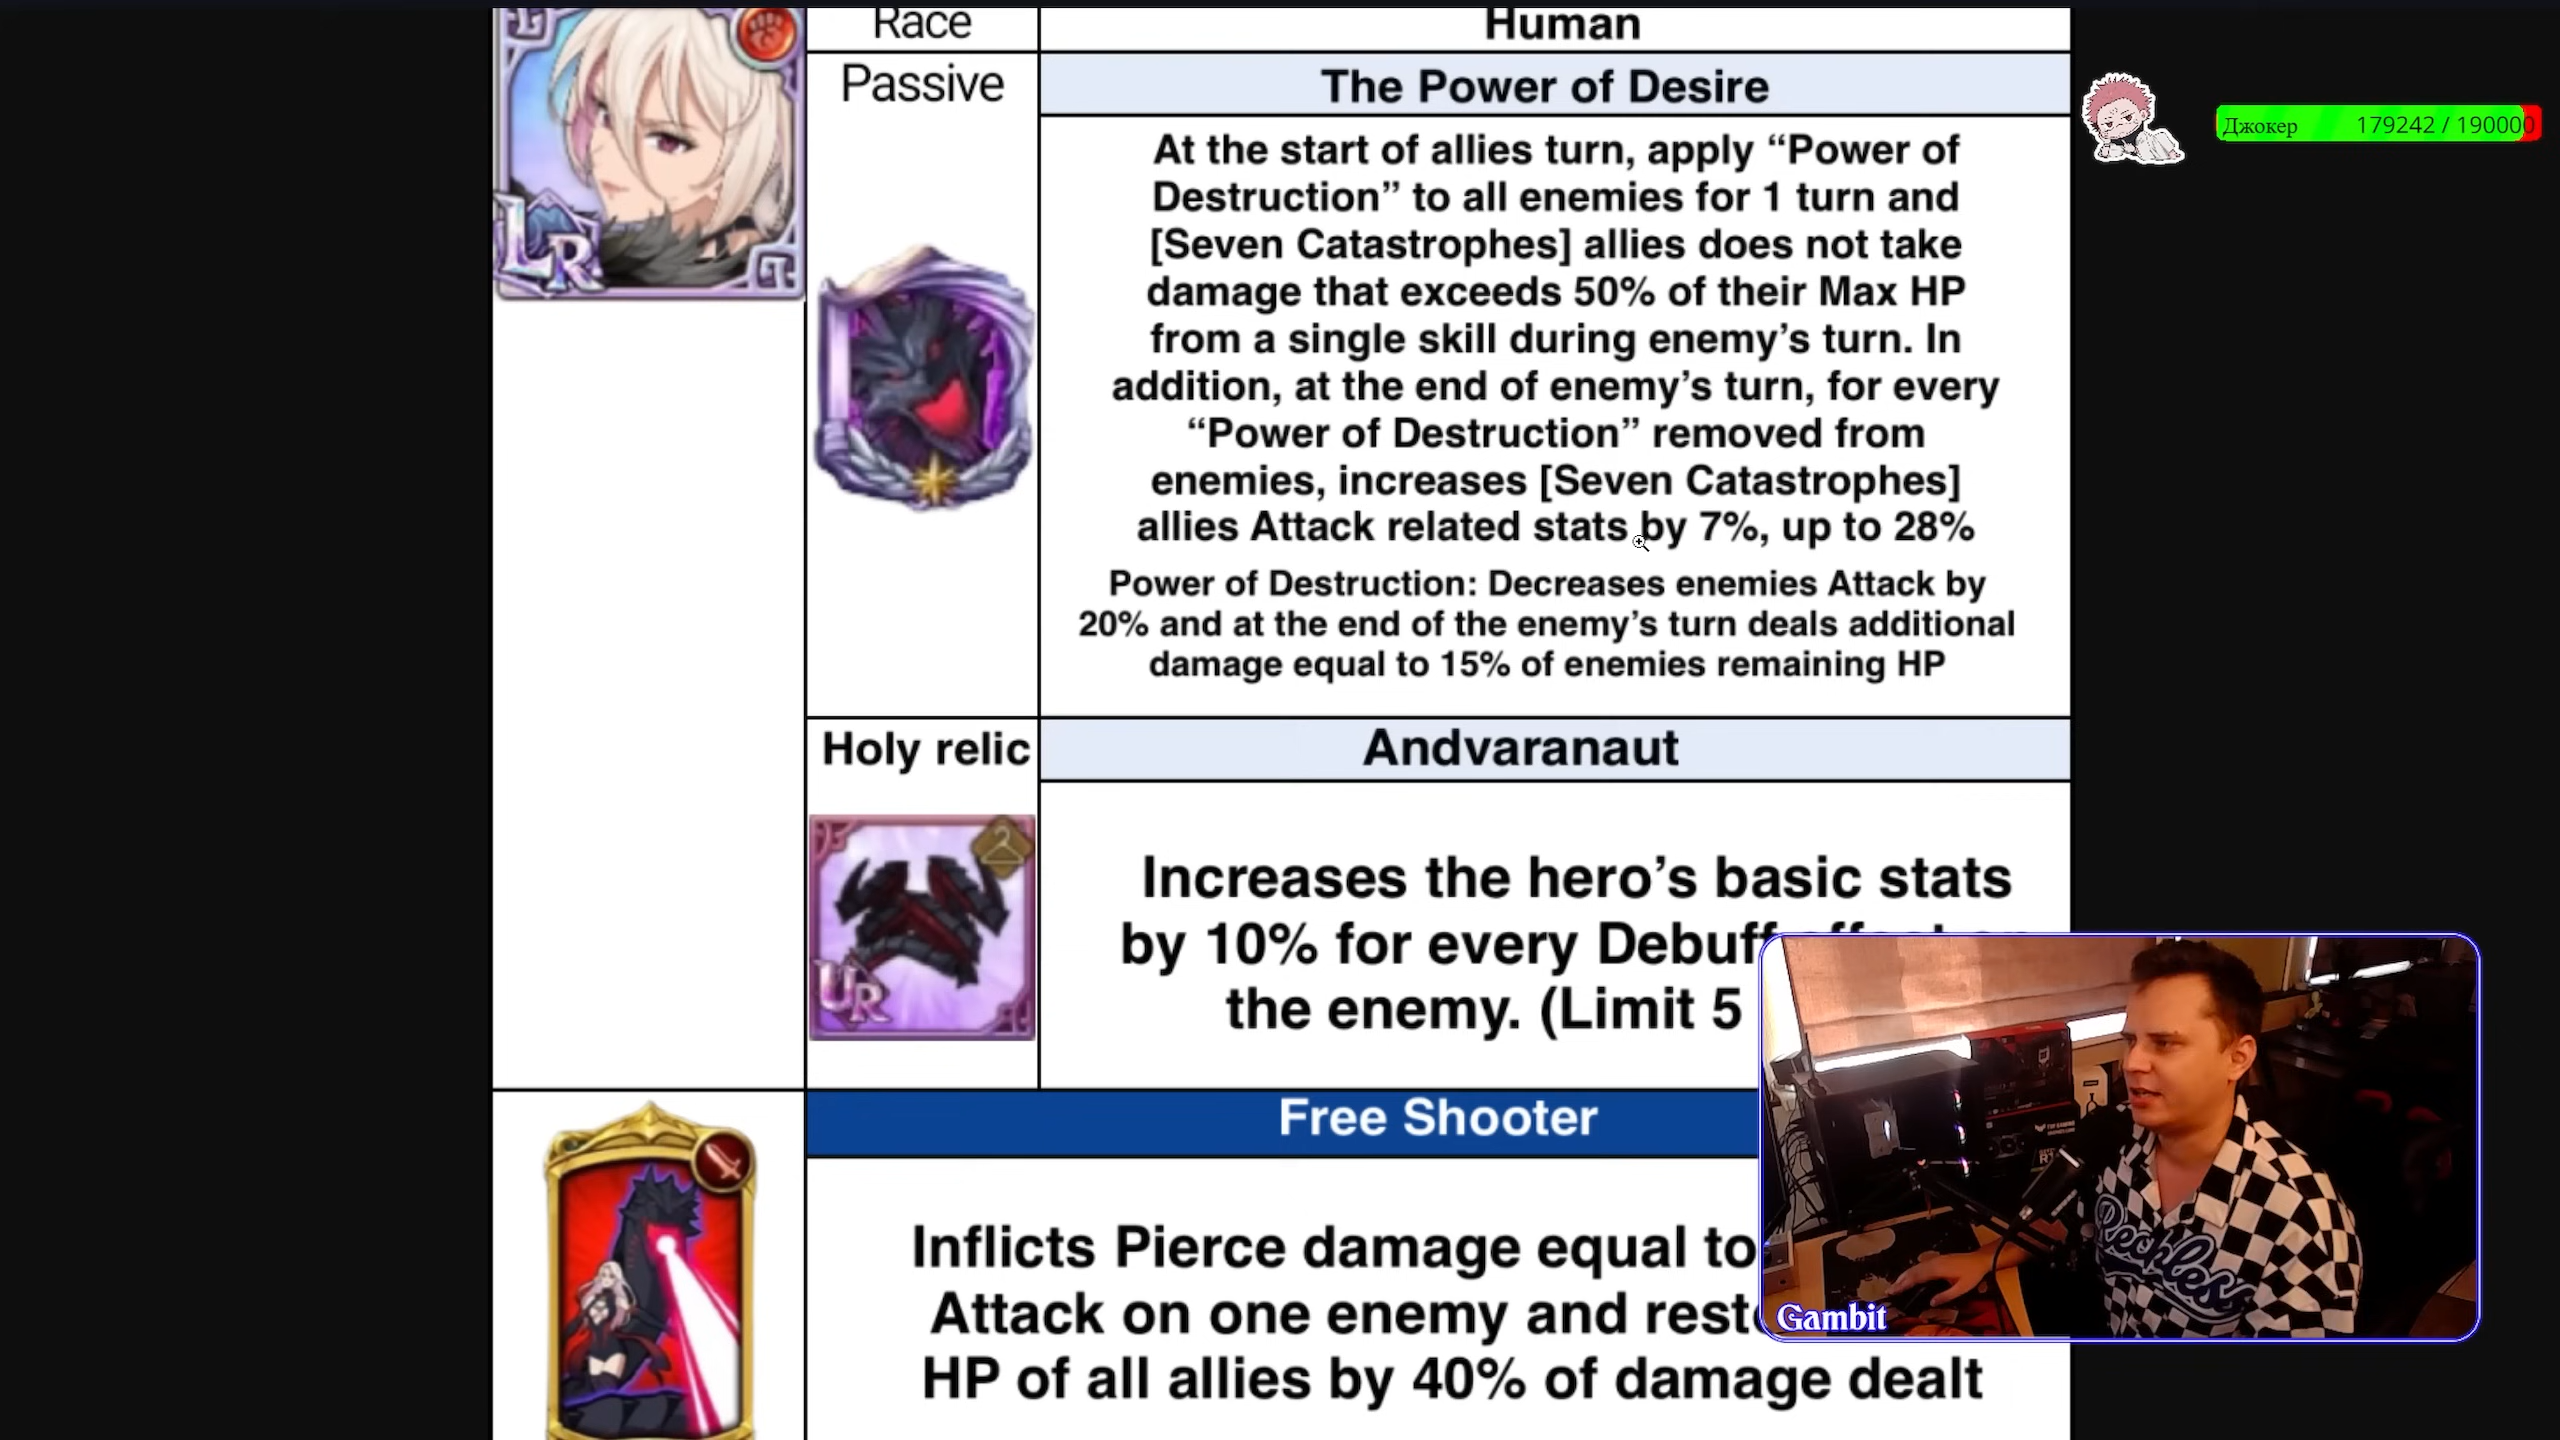 Race
Human
Passive
The Power of Desire
At the start of allies turn, apply “Power of
Destruction” to all enemies for 1 turn and
[Seven Catastrophes] allies does not take
damage that exceeds 50% of their Max HP
from a single skill during enemy’s turn. In
addition, at the end of enemy’s turn, for every
“Power of Destruction” removed from
enemies, increases [Seven Catastrophes]
allies Attack related stats by 7%, up to 28%
Power of Destruction: Decreases enemies Attack by
20% and at the end of the enemy’s turn deals additional
damage equal to 15% of enemies remaining HP
LR
Holy relic
Andvaranaut
UR
Increases the hero’s basic stats
by 10% for every
the enemy. (Limit 5
Free Shooter
Inflicts Pierce damage equal to
Attack on one enemy and
HP of all allies by 40% of damage dealt
Джокер 179242 / 190000
Reckless
Gambit